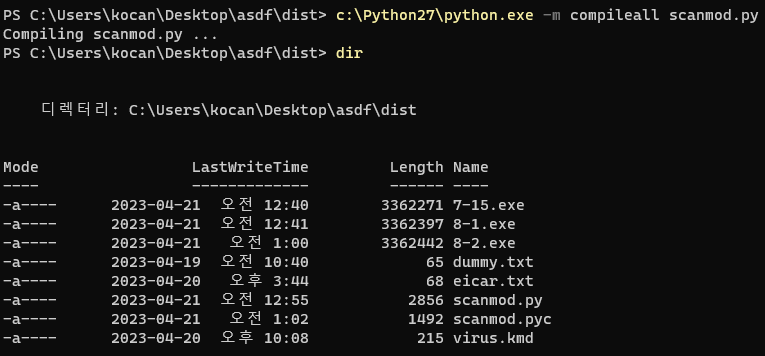 PS C:\Users\kocan\Desktop\asdf\dist> c:\Python27\python.exe -m compileall scanmod.py
Compiling scanmod.py ...
PS C:\Users\kocan\Desktop\asdf\dist> dir
디렉터리: C:\Users\kocan\Desktop\asdf\dist
Mode LastWriteTime Length Name
---- ------------- ------ ----
-a---- 2023-04-21 오전 12:40 3362271 7-15.exe
-a---- 2023-04-21 오전 12:41 3362397 8-1.exe
-a---- 2023-04-21 오전 1:00 3362442 8-2.exe
-a---- 2023-04-19 오전 10:40 65 dummy.txt
-a---- 2023-04-20 오후 3:44 68 eicar.txt
-a---- 2023-04-21 오전 12:55 2856 scanmod.py
-a---- 2023-04-21 오전 1:02 1492 scanmod.pyc
-a---- 2023-04-20 오후 10:08 215 virus.kmd